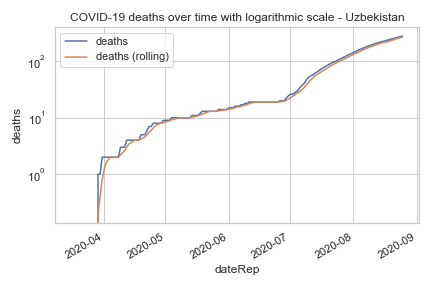 COVID-19 deaths over time with logarithmic scale - Uzbekistan
deaths
deaths (rolling)
10²
10¹
10⁰
deaths
2020-04
2020-05
2020-06
2020-07
2020-08
2020-09
dateRep